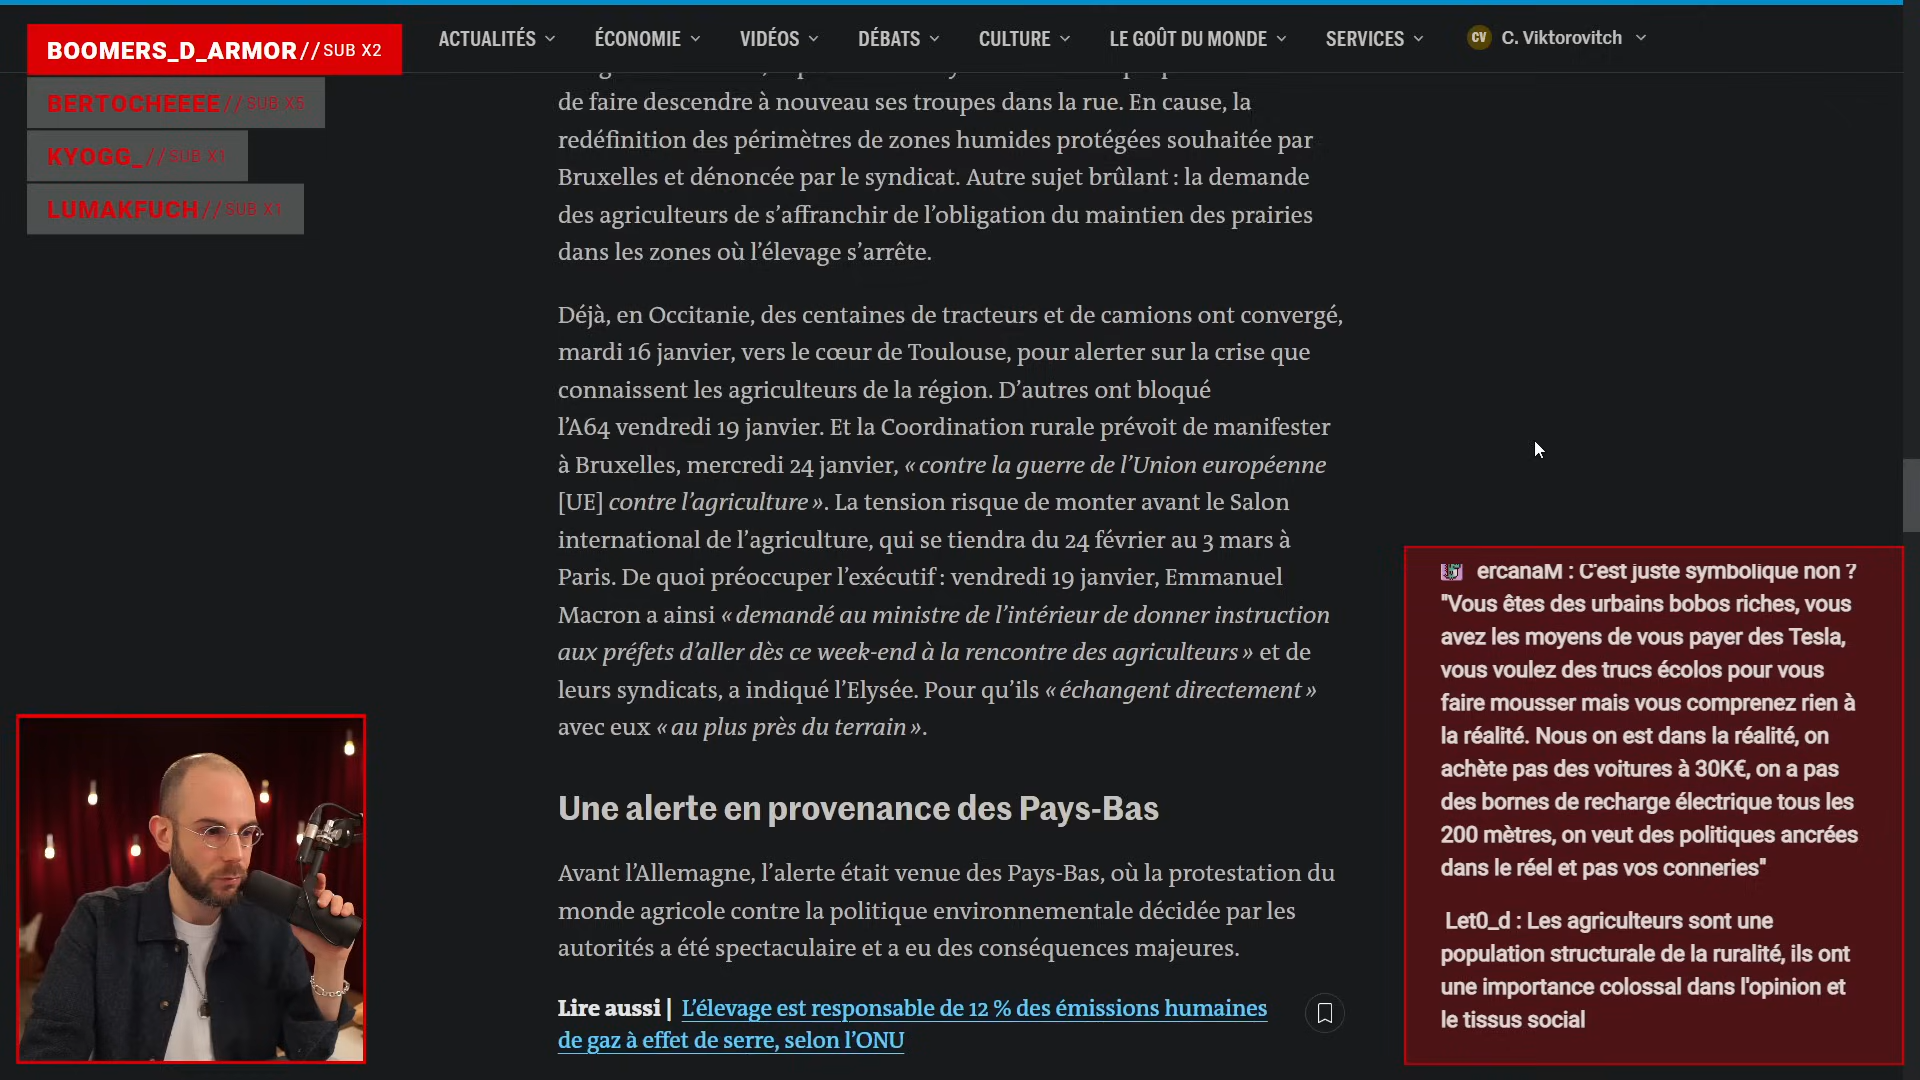 BOOMERS_D_ARMOR // SUB X2
BERTOCHEEEE // SUB X5
KYOGG_ // SUB X1
LUMAKFUCH // SUB X1
ACTUALITÉS ÉCONOMIE VIDÉOS DÉBATS CULTURE LE GOÛT DU MONDE SERVICES CV C. Viktorovitch
de faire descendre à nouveau ses troupes dans la rue. En cause, la
redéfinition des périmètres de zones humides protégées souhaitée par
Bruxelles et dénoncée par le syndicat. Autre sujet brûlant : la demande
des agriculteurs de s’affranchir de l’obligation du maintien des prairies
dans les zones où l’élevage s’arrête.
Déjà, en Occitanie, des centaines de tracteurs et de camions ont convergé,
mardi 16 janvier, vers le cœur de Toulouse, pour alerter sur la crise que
connaissent les agriculteurs de la région. D’autres ont bloqué
l’A64 vendredi 19 janvier. Et la Coordination rurale prévoit de manifester
à Bruxelles, mercredi 24 janvier, « contre la guerre de l’Union européenne
[UE] contre l’agriculture ». La tension risque de monter avant le Salon
international de l’agriculture, qui se tiendra du 24 février au 3 mars à
Paris. De quoi préoccuper l’exécutif : vendredi 19 janvier, Emmanuel
Macron a ainsi « demandé au ministre de l’intérieur de donner instruction
aux préfets d’aller dès ce week-end à la rencontre des agriculteurs » et de
leurs syndicats, a indiqué l’Elysée. Pour qu’ils « échangent directement »
avec eux « au plus près du terrain ».
Une alerte en provenance des Pays-Bas
Avant l’Allemagne, l’alerte était venue des Pays-Bas, où la protestation du
monde agricole contre la politique environnementale décidée par les
autorités a été spectaculaire et a eu des conséquences majeures.
Lire aussi | L’élevage est responsable de 12 % des émissions humaines
de gaz à effet de serre, selon l’ONU
ercanaM : C'est juste symbolique non ?
"Vous êtes des urbains bobos riches, vous
avez les moyens de vous payer des Tesla,
vous voulez des trucs écolos pour vous
faire mousser mais vous comprenez rien à
la réalité. Nous on est dans la réalité, on
achète pas des voitures à 30K€, on a pas
des bornes de recharge électrique tous les
200 mètres, on veut des politiques ancrées
dans le réel et pas vos conneries"
Let0_d : Les agriculteurs sont une
population structurale de la ruralité, ils ont
une importance colossal dans l'opinion et
le tissus social